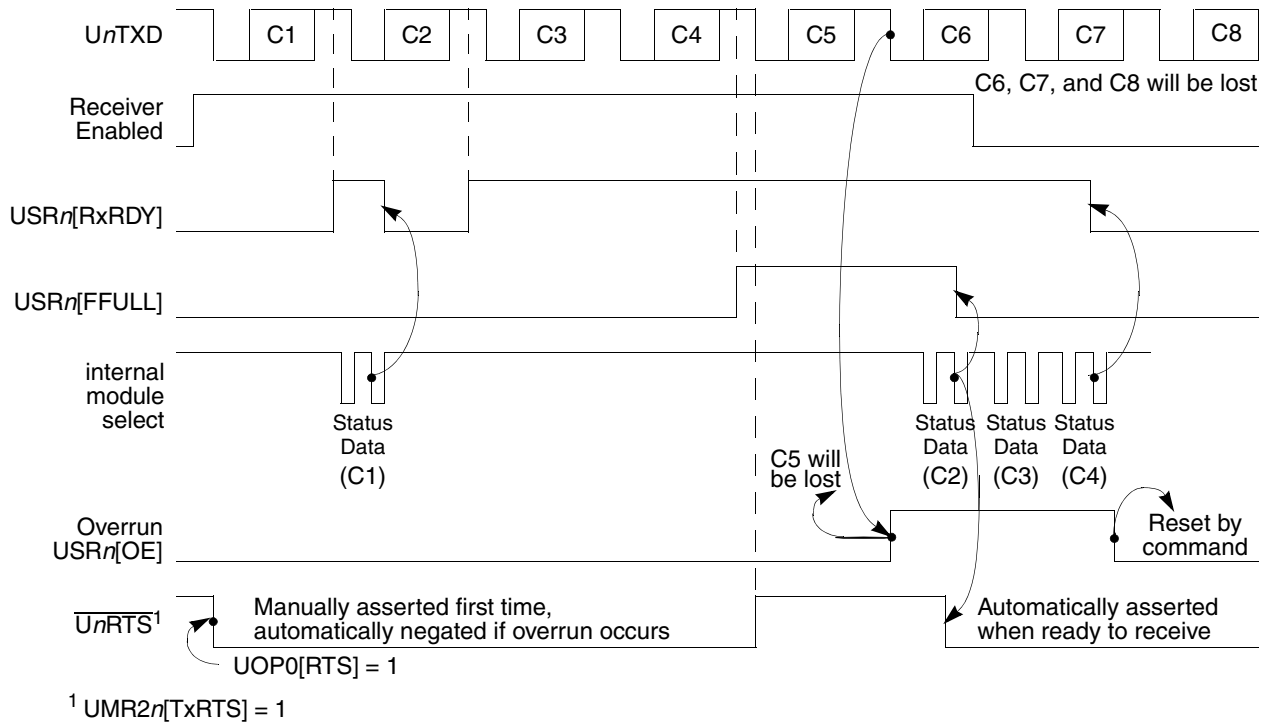 UnTXD
C1
C2
C3
C4
C5
C6
C7
C8
C6, C7, and C8 will be lost
Receiver
Enabled
USRn[RxRDY]
USRn[FFULL]
internal
module
select
Status
Data
(C1)
Status
Data
(C2)
Status
Data
(C3)
Status
Data
(C4)
C5 will
be lost
Overrun
USRn[OE]
Reset by
command
UnRTS1
Manually asserted first time,
automatically negated if overrun occurs
Automatically asserted
when ready to receive
UOP0[RTS] = 1
1 UMR2n[TxRTS] = 1